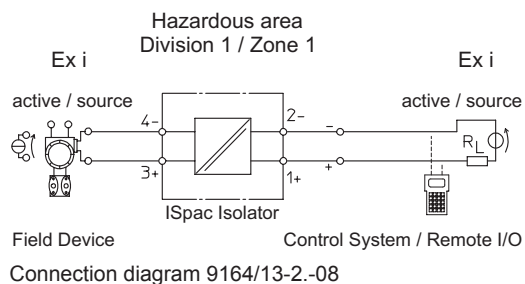 Hazardous area
Division 1 / Zone 1
Ex i
Ex i
active / source
active / source
4-
2-
-
R L
3+
1+
+
ISpac Isolator
Field Device
Control System / Remote I/O
Connection diagram 9164/13-2.-08